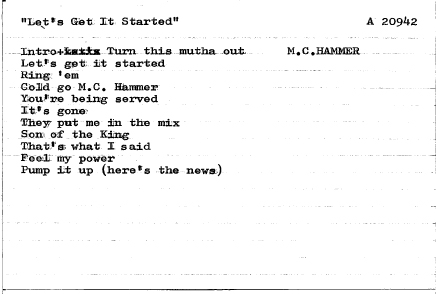 "Let's Get It Started" A 20942
Intro+ Turn this mutha out M.C.HAMMER
Let's get it started
Ring 'em
Cold go M.C. Hammer
You're being served
It's gone
They put me in the mix
Son of the King
That's what I said
Feel my power
Pump it up (here's the news)